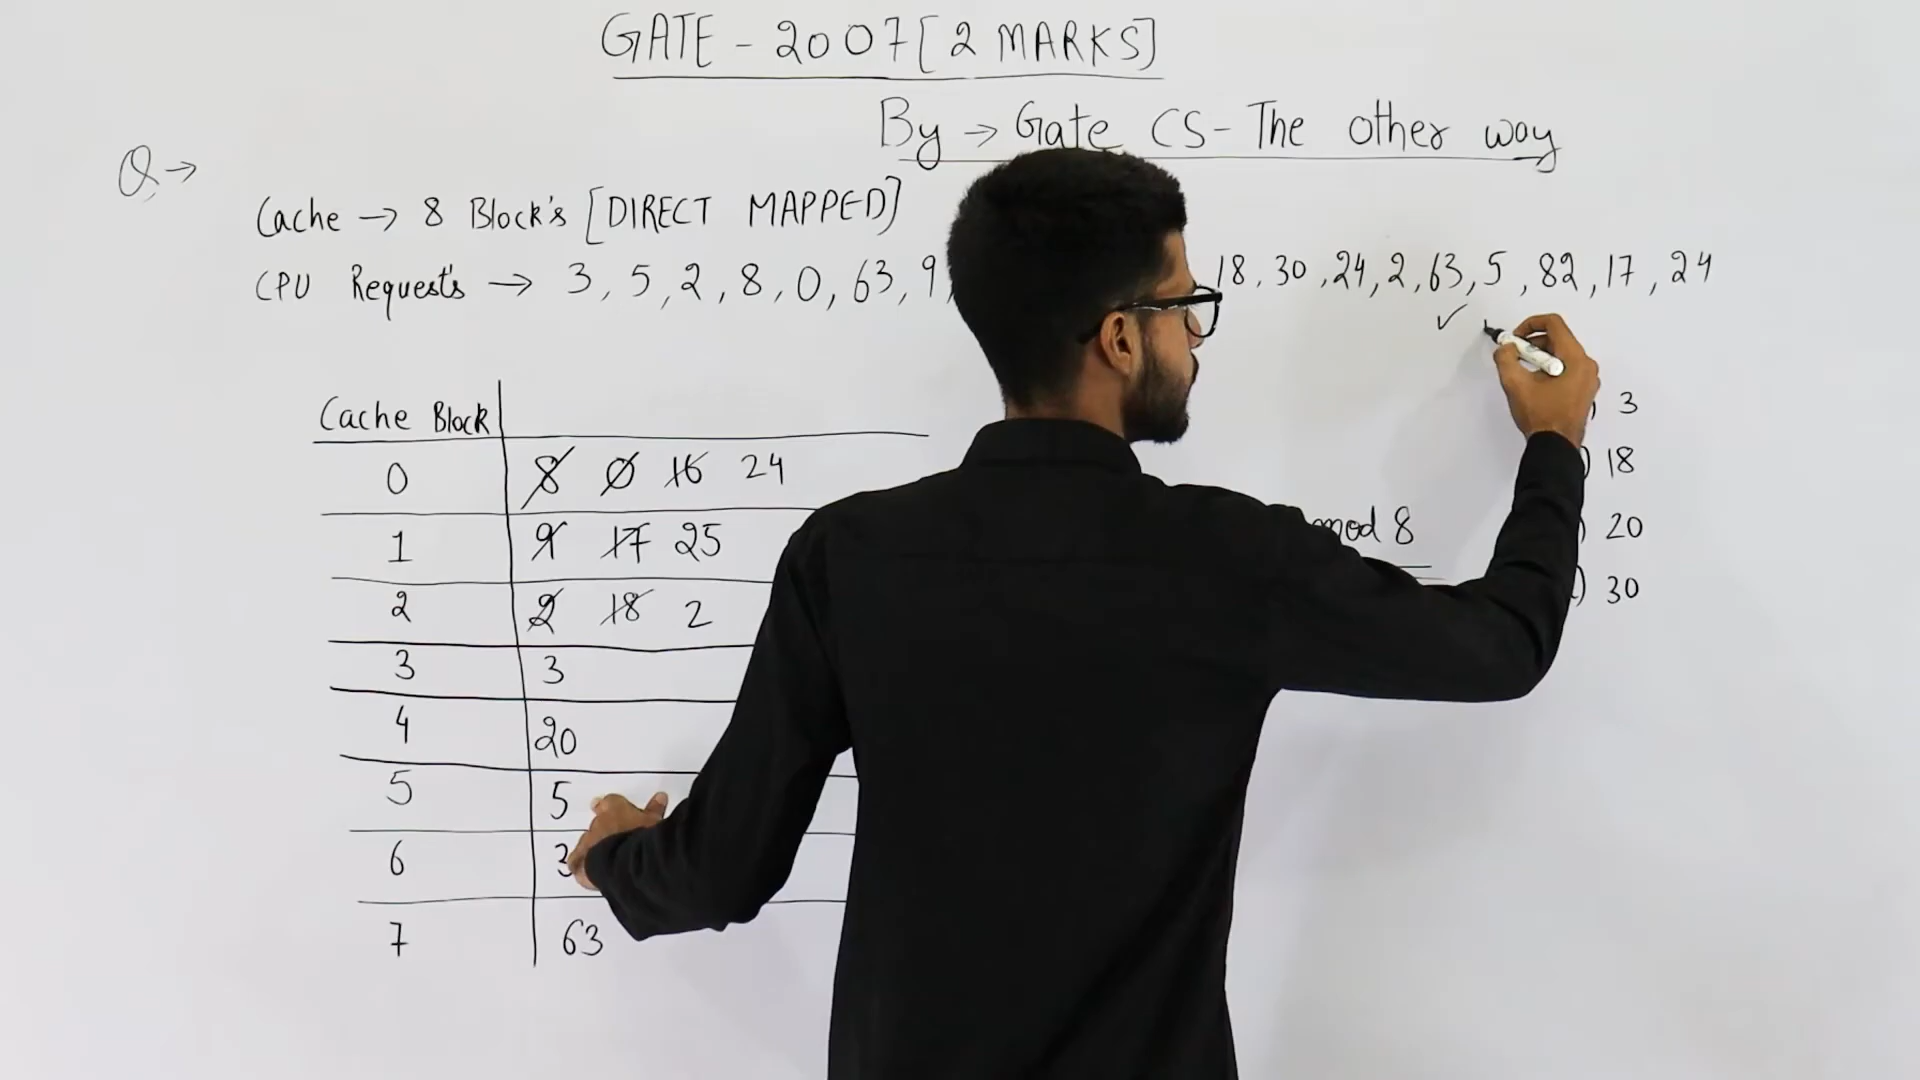 GATE - 2007 [2 MARKS]
By → Gate CS - The other way
Q →
Cache → 8 Block's [DIRECT MAPPED]
CPU Requests → 3, 5, 2, 8, 0, 63, 9, 18, 30, 24, 2, 63, 5, 82, 17, 24
✓
) 3
) 18
) 20
) 30
mod 8
Cache Block
0 8 0 16 24
1 9 17 25
2 2 18 2
3 3
4 20
5 5
6 3
7 63